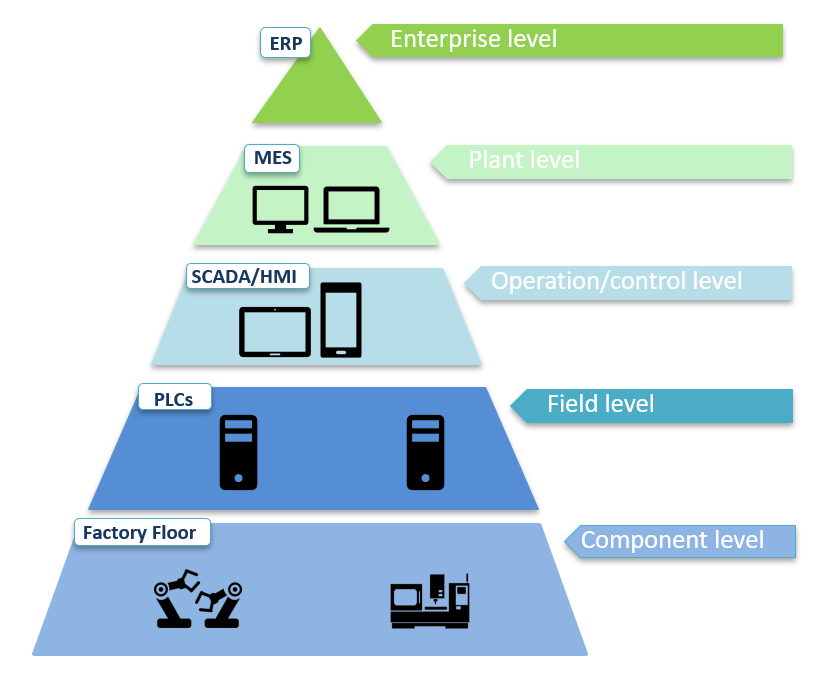 ERP
Enterprise level
MES
Plant level
SCADA/HMI
Operation/control level
PLCs
Field level
Factory Floor
Component level